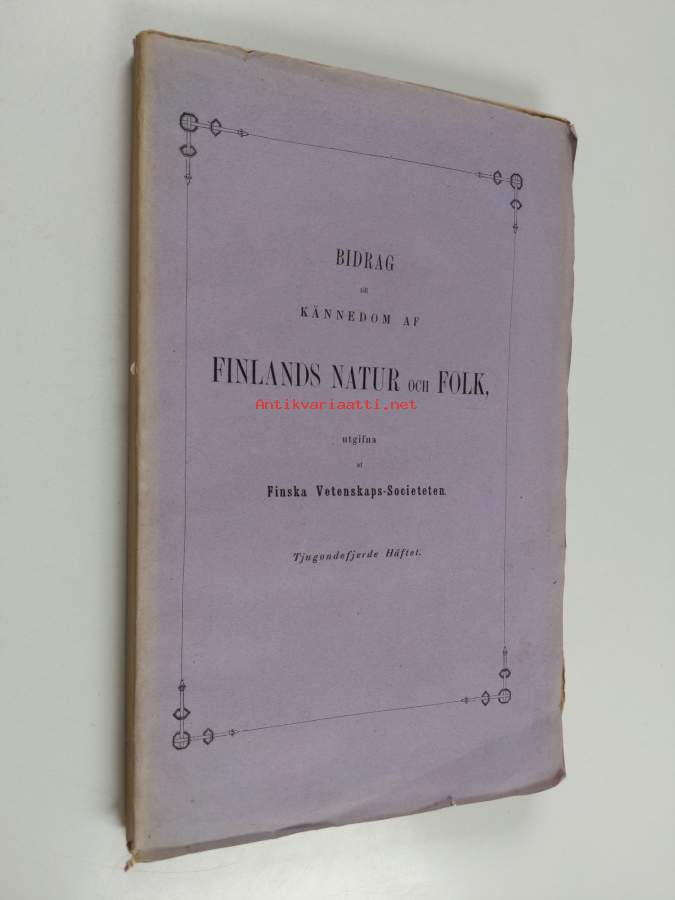 BIDRAG
till
KÄNNEDOM AF
FINLANDS NATUR OCH FOLK,
Antikvariaatti.net
utgifna
af
Finska Vetenskaps-Societeten.
Tjugondefjerde Häftet.